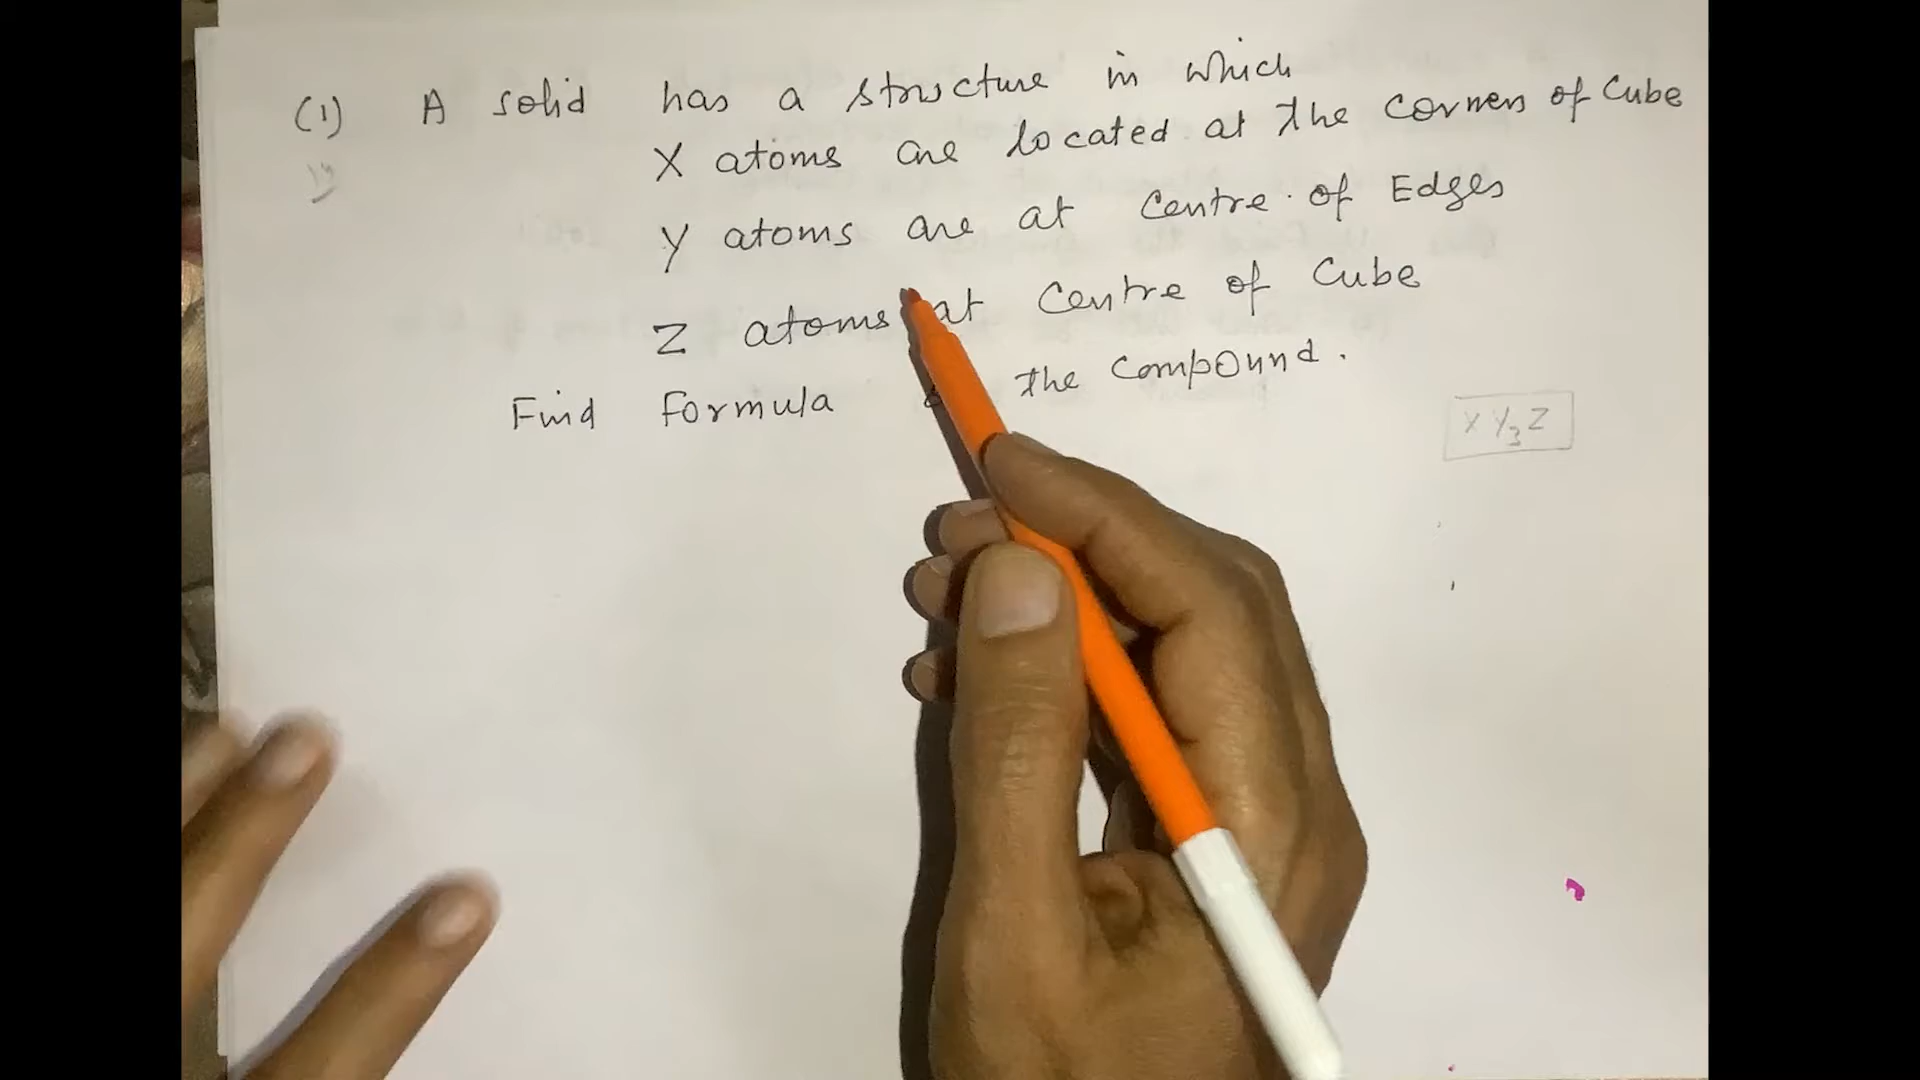 (1) A solid has a structure in which
X atoms are located at the corners of Cube
Y atoms are at centre of Edges
Z atoms at centre of Cube
Find Formula the Compound.
XY3Z